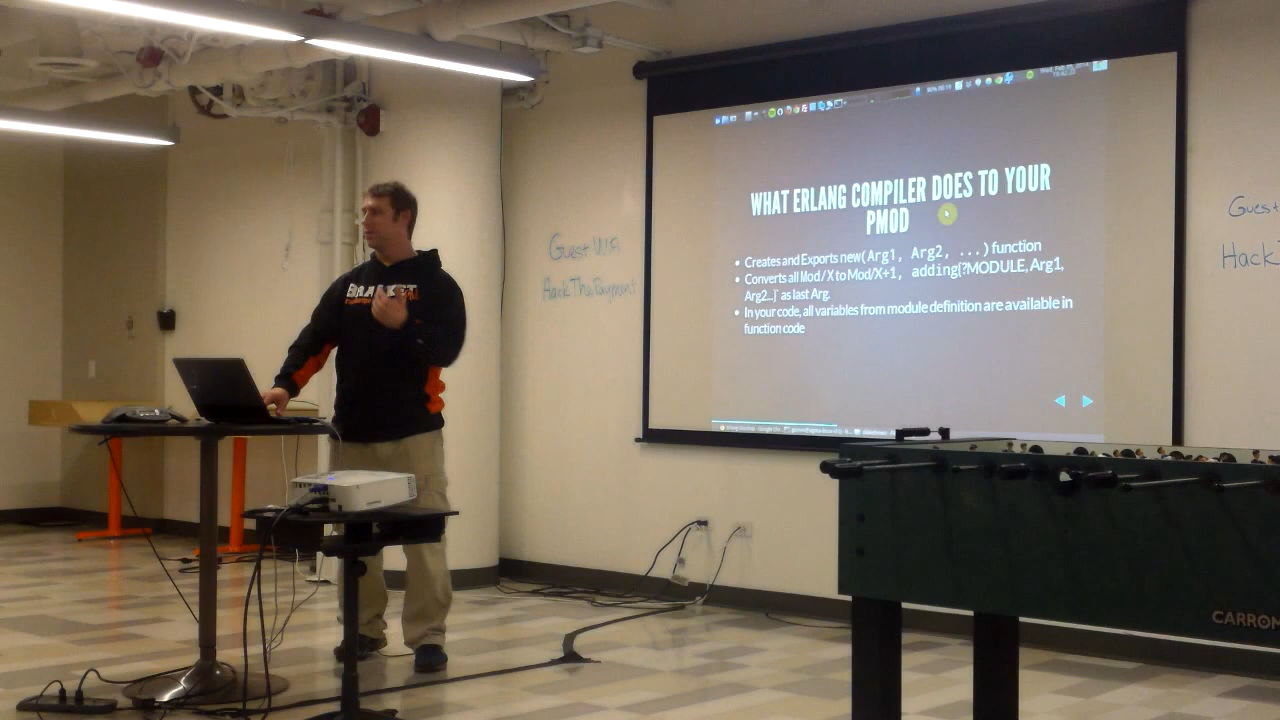 WHAT ERLANG COMPILER DOES TO YOUR
PMOD
• Creates and Exports new(Arg1, Arg2, ...) function
• Converts all Mod/X to Mod/X+1, adding[?MODULE, Arg1,
Arg2...]` as last Arg.
• In your code, all variables from module definition are available in
function code
Guest Wifi
HackThePayment
Guest
Hack
CARROM